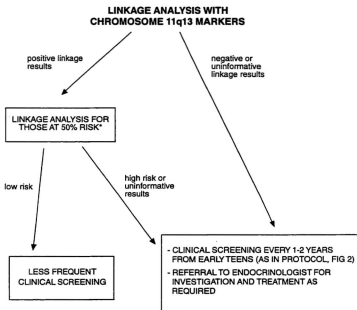 LINKAGE ANALYSIS WITH
CHROMOSOME 11q13 MARKERS
positive linkage
results
negative or
uninformative
linkage results
LINKAGE ANALYSIS FOR
THOSE AT 50% RISK*
low risk
high risk or
uninformative
results
LESS FREQUENT
CLINICAL SCREENING
- CLINICAL SCREENING EVERY 1-2 YEARS
FROM EARLY TEENS (AS IN PROTOCOL, FIG 2)
- REFERRAL TO ENDOCRINOLOGIST FOR
INVESTIGATION AND TREATMENT AS
REQUIRED